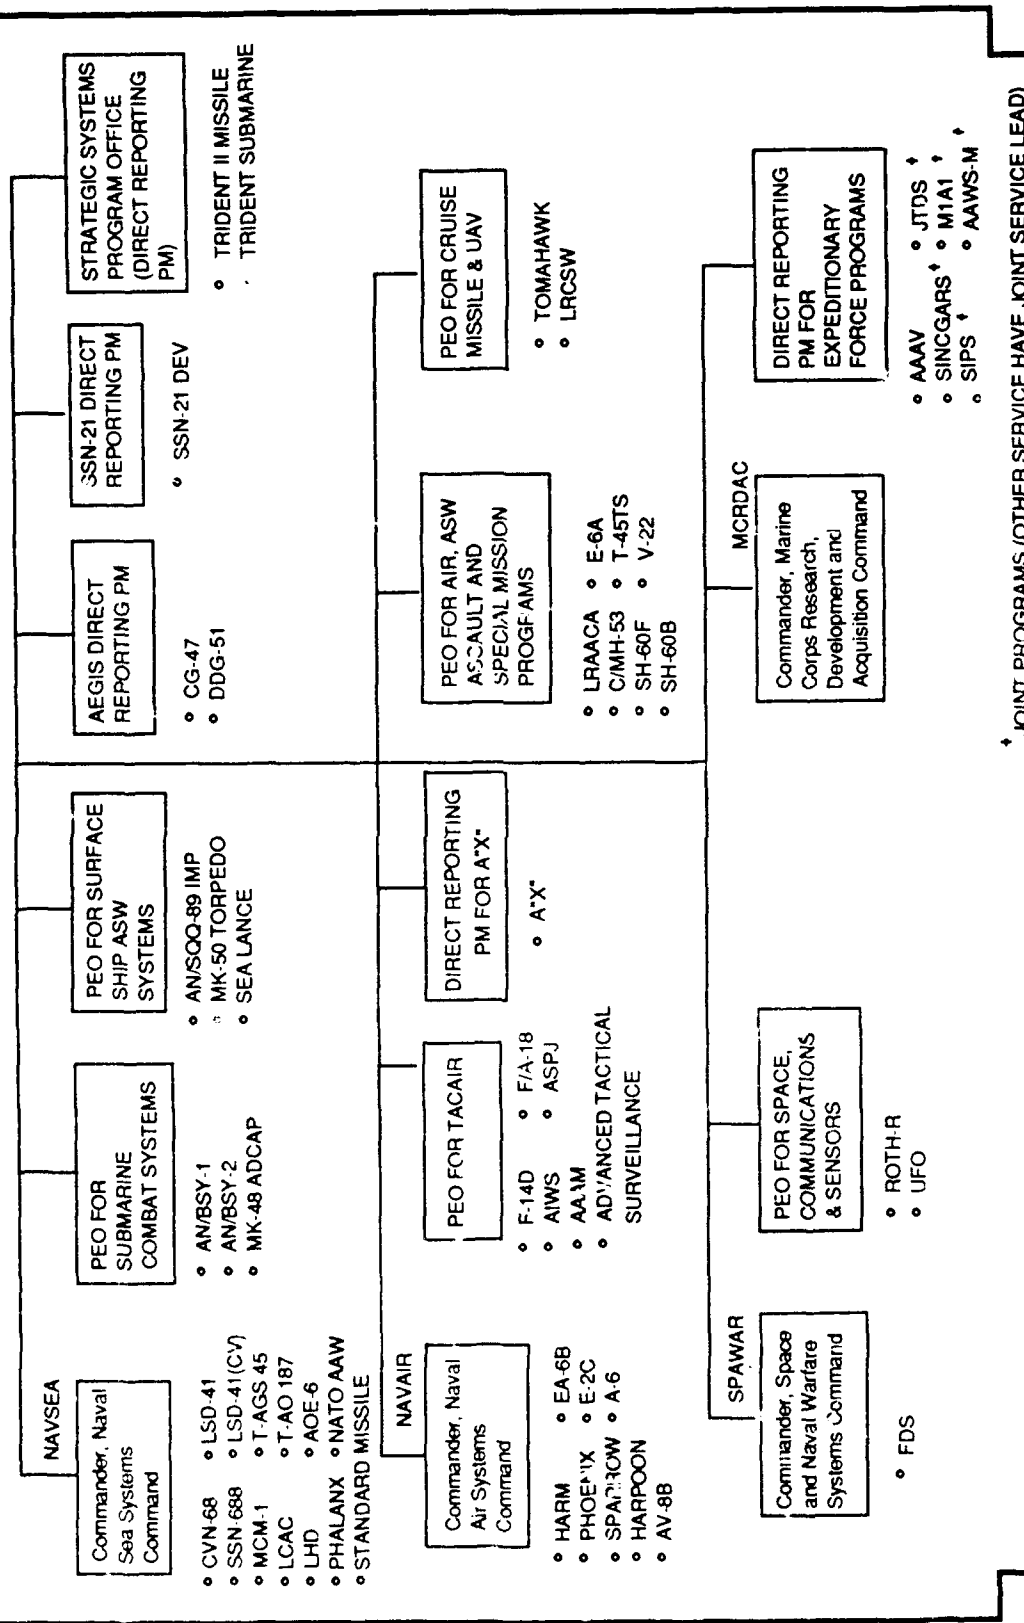 NAVSEA
Commander, Naval
Sea Systems
Command
• CVN-68 • LSD-41
• SSN-688 • LSD-41(CV)
• MCM-1 • T-AGS 45
• LCAC • T-AO 187
• LHD • AOE-6
• PHALANX • NATO AAW
• STANDARD MISSILE
PEO FOR
SUBMARINE
COMBAT SYSTEMS
• AN/BSY-1
• AN/BSY-2
• MK-48 ADCAP
PEO FOR SURFACE
SHIP ASW
SYSTEMS
• AN/SQQ-89 IMP
• MK-50 TORPEDO
• SEA LANCE
AEGIS DIRECT
REPORTING PM
• CG-47
• DDG-51
SSN-21 DIRECT
REPORTING PM
• SSN-21 DEV
STRATEGIC SYSTEMS
PROGRAM OFFICE
(DIRECT REPORTING
PM)
• TRIDENT II MISSILE
TRIDENT SUBMARINE
NAVAIR
Commander, Naval
Air Systems
Command
• HARM • EA-6B
• PHOENIX • E-2C
• SPARROW • A-6
• HARPOON
• AV-8B
PEO FOR TACAIR
• F-14D • F/A-18
• AIWS • ASPJ
• AAAM
• ADVANCED TACTICAL
SURVEILLANCE
DIRECT REPORTING
PM FOR A"X"
• A"X"
PEO FOR AIR, ASW
ASSAULT AND
SPECIAL MISSION
PROGRAMS
• LRAACA • E-6A
• C/MH-53 • T-45TS
• SH-60F • V-22
• SH-60B
PEO FOR CRUISE
MISSILE & UAV
• TOMAHAWK
• LRCSW
SPAWAR
Commander, Space
and Naval Warfare
Systems Command
• FDS
PEO FOR SPACE,
COMMUNICATIONS
& SENSORS
• ROTH-R
• UFO
MCRDAC
Commander, Marine
Corps Research,
Development and
Acquisition Command
DIRECT REPORTING
PM FOR
EXPEDITIONARY
FORCE PROGRAMS
• AAAV • JTDS †
• SINCGARS † • M1A1 †
• SIPS † • AAWS-M †
† JOINT PROGRAMS (OTHER SERVICE HAVE JOINT SERVICE LEAD)